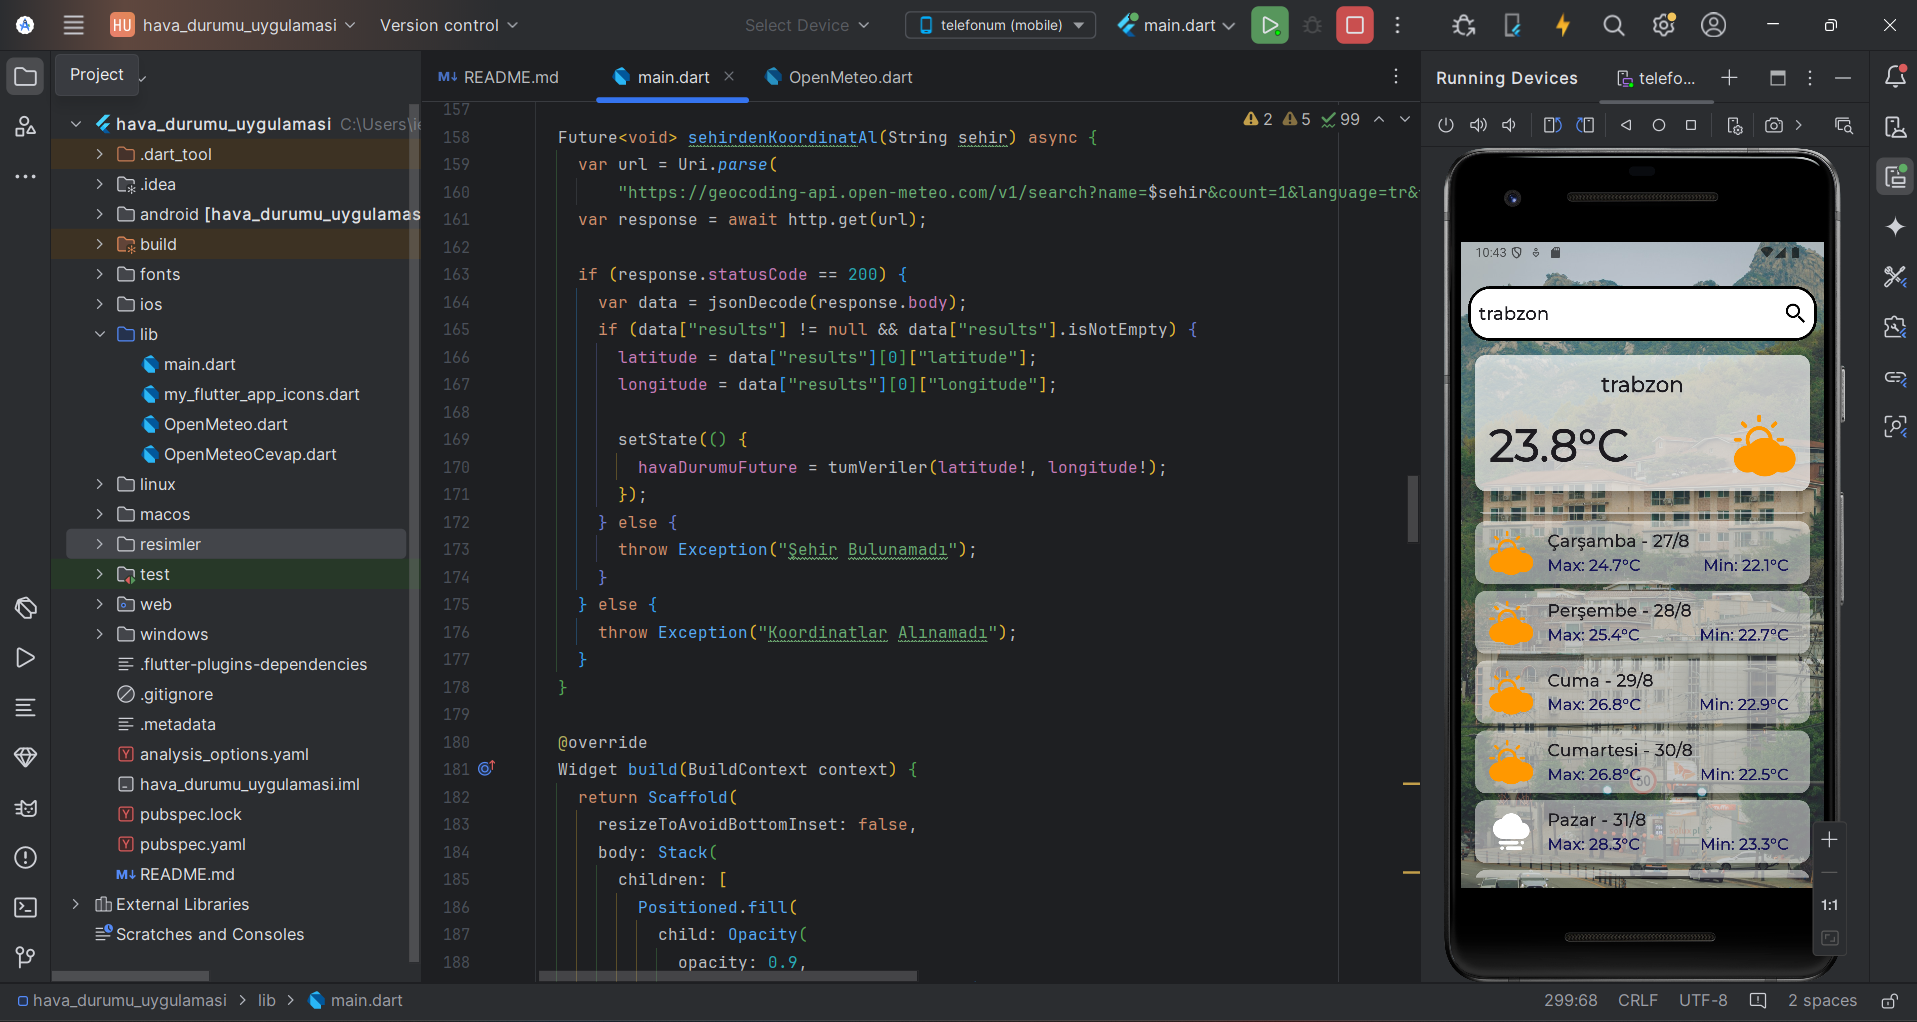 HU hava_durumu_uygulamasi Version control Select Device telefonum (mobile) main.dart
Project
hava_durumu_uygulamasi C:\Users\
.dart_tool
.idea
android [hava_durumu_uygulamas
build
fonts
ios
lib
main.dart
my_flutter_app_icons.dart
OpenMeteo.dart
OpenMeteoCevap.dart
linux
macos
resimler
test
web
windows
.flutter-plugins-dependencies
.gitignore
.metadata
analysis_options.yaml
hava_durumu_uygulamasi.iml
pubspec.lock
pubspec.yaml
README.md
External Libraries
Scratches and Consoles
README.md main.dart OpenMeteo.dart
2 5 99
157
158 Future<void> sehirdenKoordinatAl(String sehir) async {
159 var url = Uri.parse(
160 "https://geocoding-api.open-meteo.com/v1/search?name=$sehir&count=1&language=tr&
161 var response = await http.get(url);
162
163 if (response.statusCode == 200) {
164 var data = jsonDecode(response.body);
165 if (data["results"] != null && data["results"].isNotEmpty) {
166 latitude = data["results"][0]["latitude"];
167 longitude = data["results"][0]["longitude"];
168
169 setState(() {
170 havaDurumuFuture = tumVeriler(latitude!, longitude!);
171 });
172 } else {
173 throw Exception("Şehir Bulunamadı");
174 }
175 } else {
176 throw Exception("Koordinatlar Alınamadı");
177 }
178 }
179
180 @override
181 Widget build(BuildContext context) {
182 return Scaffold(
183 resizeToAvoidBottomInset: false,
184 body: Stack(
185 children: [
186 Positioned.fill(
187 child: Opacity(
188 opacity: 0.9,
Running Devices telefo...
10:43
trabzon
trabzon
23.8°C
Çarşamba - 27/8
Max: 24.7°C Min: 22.1°C
Perşembe - 28/8
Max: 25.4°C Min: 22.7°C
Cuma - 29/8
Max: 26.8°C Min: 22.9°C
Cumartesi - 30/8
Max: 26.8°C Min: 22.5°C
Pazar - 31/8
Max: 28.3°C Min: 23.3°C
1:1
hava_durumu_uygulamasi > lib > main.dart
299:68 CRLF UTF-8 2 spaces